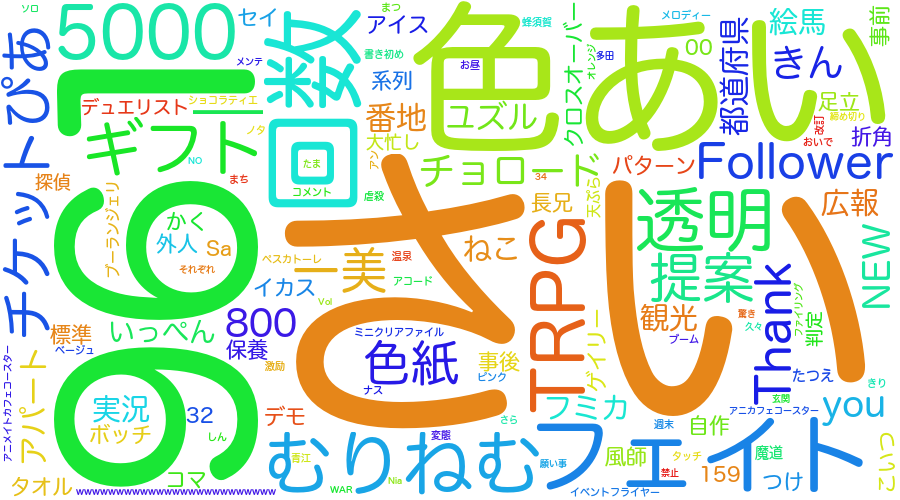 ソロ
5000
セイ
回数
まつ
アイス
色
蜂須賀
クロスオーバー
オレンジ
メロディー
あい
00
都道府県
絵馬
事前
きん
チケットぴあ
メンテ
書き初め
お昼
多田
系列
デュエリスト
ショコラティエ
ユズル
足立
締め切り
改訂
おいで
折角
ギフト
ノタ
NO
番地
大忙し
アン
チョロード
パターン
Follower
探偵
まち
たま
コメント
虐殺
34
天ぷら
ブーランジェリ
長兄
透明
広報
919
かく
外人
Sa
それぞれ
ペスカトーレ
温泉
ねこ
TRPG
さい
一美
提案
Thank
NEW
イカス
アコード
Vol
標準
ベージュ
いっぺん
800
保養
激励
ミニクリアファイル
色紙
ナス
事後
ピンク
ゲイリー
観光
ブーム
驚き
久々
ファイリング
判定
アニメイトカフェコースター
アパート
実況
ボッチ
32
しん
デモ
さら
フミカ
週末
たつえ
きり
玄関
アニカフェコースター
you
自作
こいつ
タオル
コマ
むりねむ
青江
変態
願い事
フェイト
風師
タッチ
禁止
159
魔道
つけ
WAR
Nia
イベントフライヤー